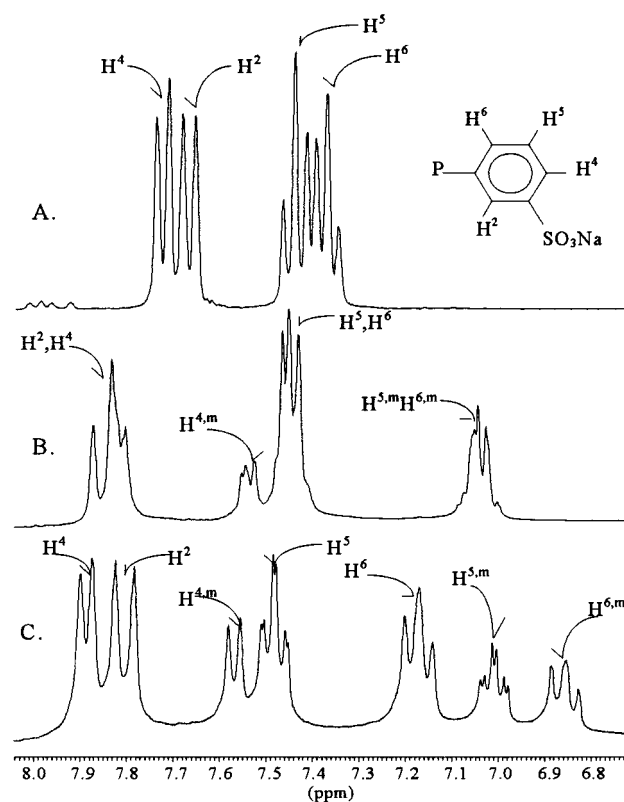 H⁵
H⁴ H² H⁶
H⁶ H⁵
P H⁴
H²
SO₃Na
A.
H⁵,H⁶
H²,H⁴
H⁴,ᵐ
H⁵,ᵐH⁶,ᵐ
B.
H⁴ H² H⁵
H⁴,ᵐ H⁶ H⁵,ᵐ H⁶,ᵐ
C.
8.0 7.9 7.8 7.7 7.6 7.5 7.4 7.3 7.2 7.1 7.0 6.9 6.8
(ppm)